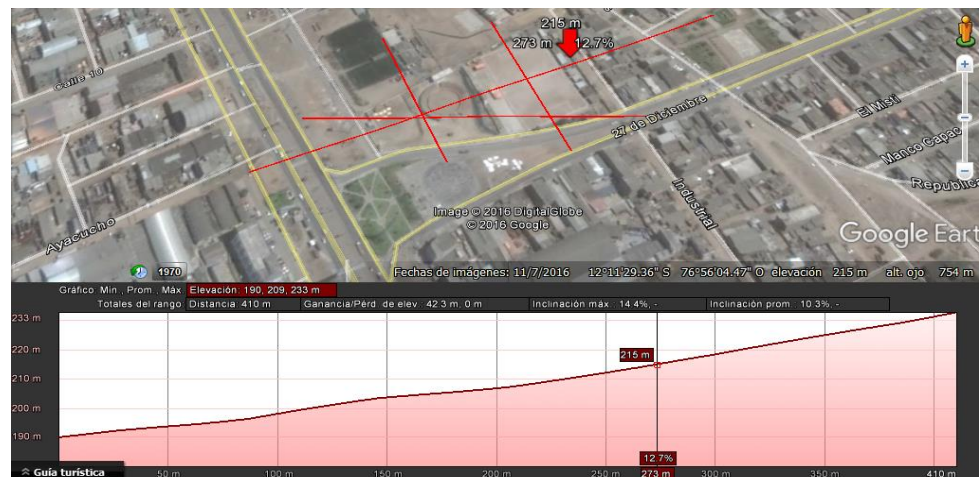 215 m
273 m 12.7%
Calle 10
27 de Diciembre
El Misti
Manco Capac
Republica
Industrial
Ayacucho
Image © 2016 DigitalGlobe
© 2016 Google
Google Eart
1970
Fechas de imágenes: 11/7/2016 12°11'29.36" S 76°56'04.47" O elevación 215 m alt. ojo 754 m
Gráfico: Mín., Prom., Máx. Elevación: 190, 209, 233 m
Totales del rango: Distancia: 410 m Ganancia/Pérd. de elev.: 42.3 m, 0 m Inclinación máx.: 14.4%, - Inclinación prom.: 10.3%, -
233 m
220 m
215 m
210 m
200 m
190 m
12.7%
Guía turística
50 m 100 m 150 m 200 m 250 m 273 m 300 m 350 m 410 m